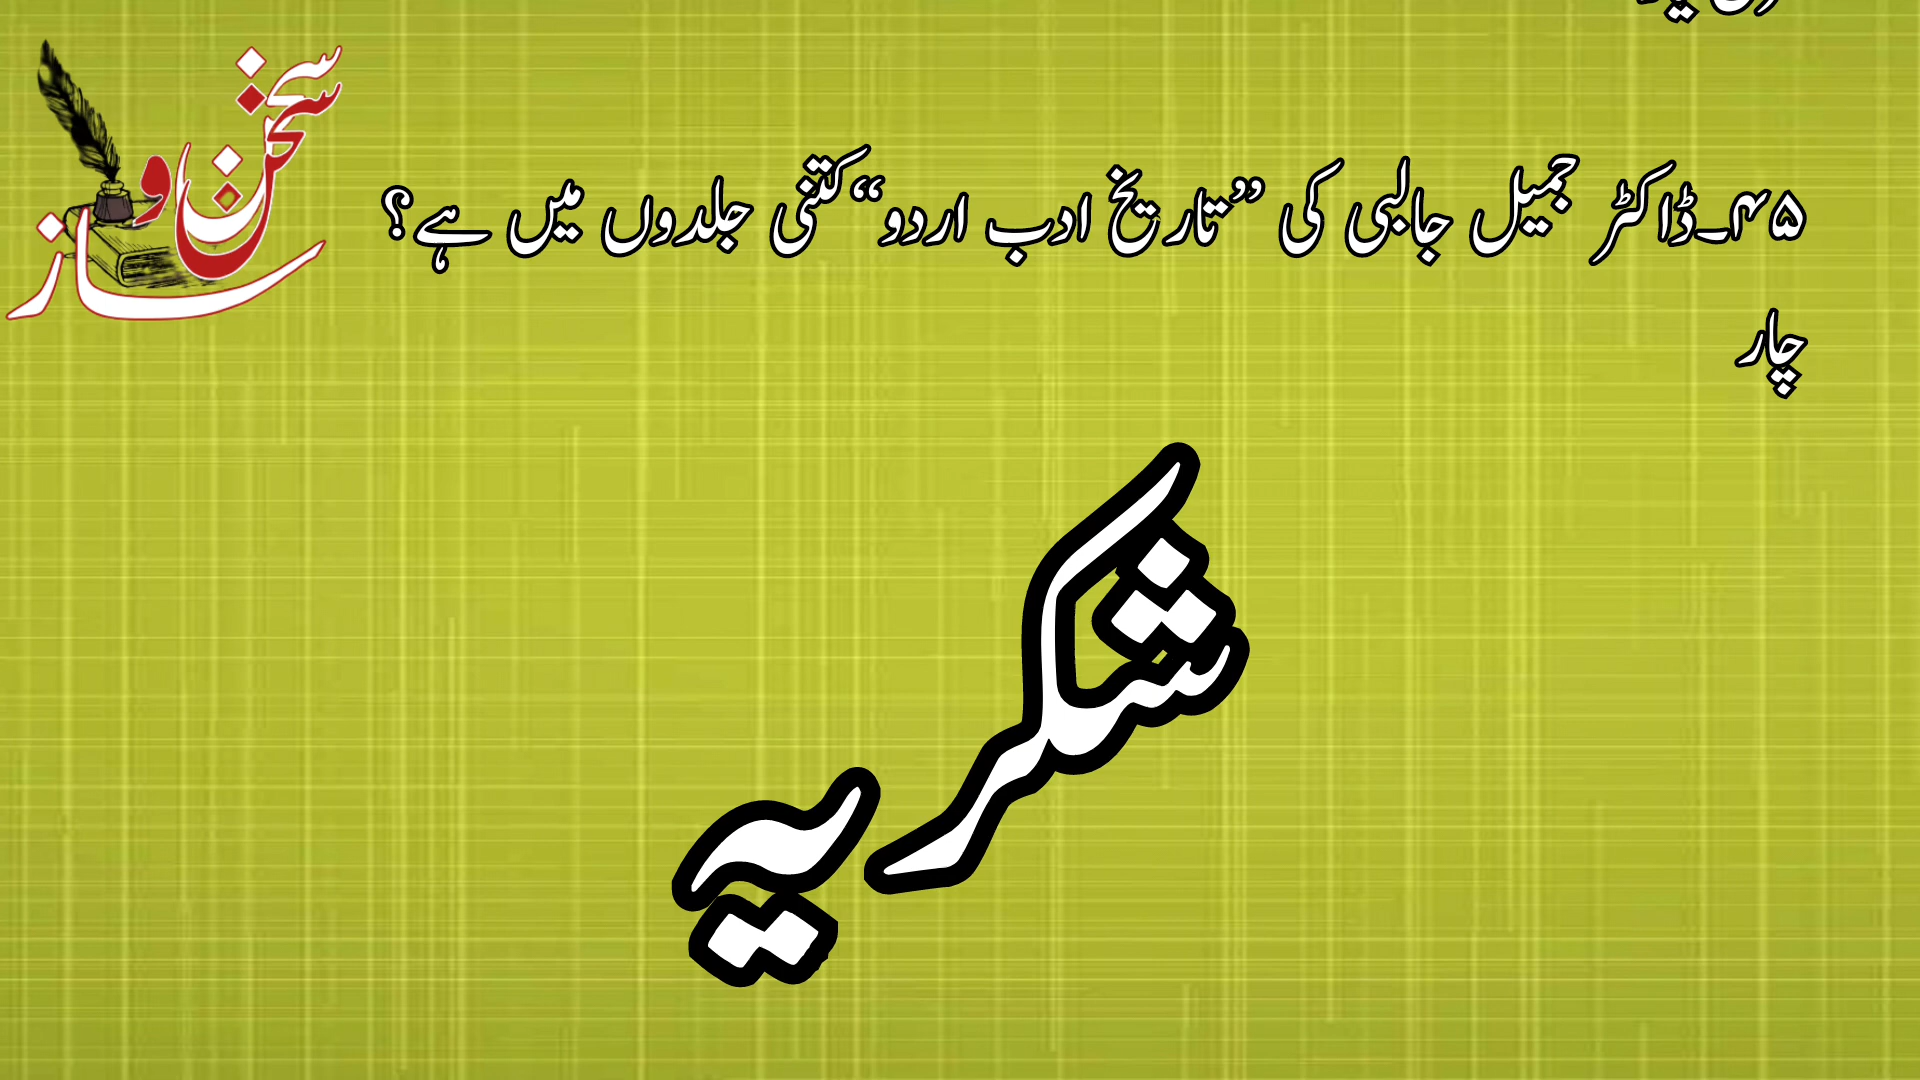 سخن و ساز
۴۵۔ڈاکٹر جمیل جالبی کی ”تاریخ ادب اردو“ کتنی جلدوں میں ہے؟
چار
شکریہ